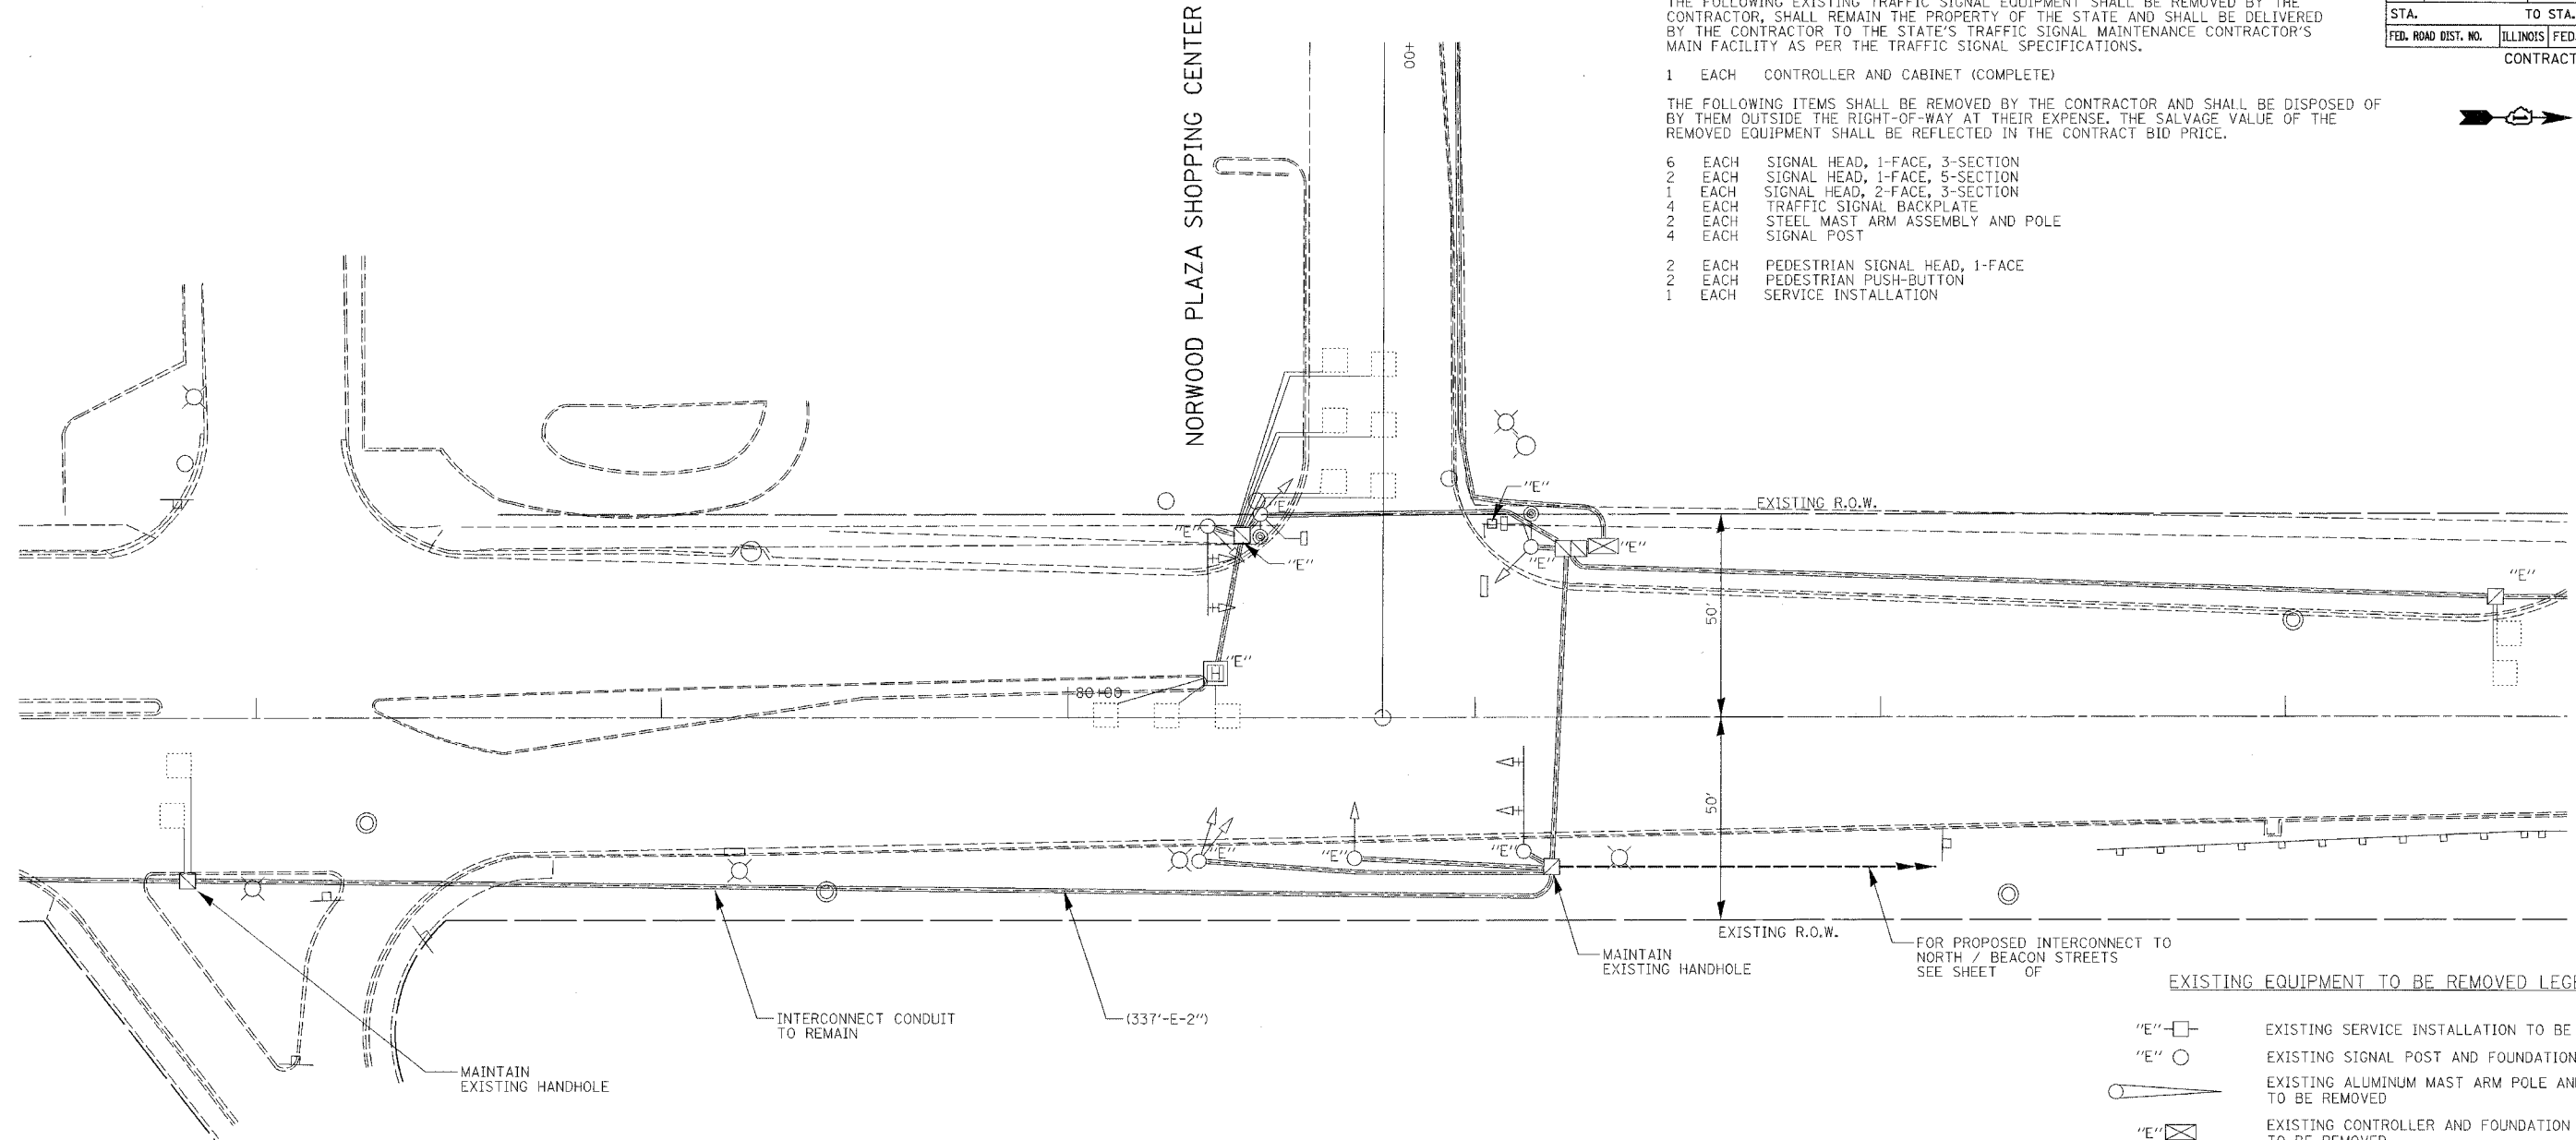 THE FOLLOWING EXISTING TRAFFIC SIGNAL EQUIPMENT SHALL BE REMOVED BY THE
CONTRACTOR, SHALL REMAIN THE PROPERTY OF THE STATE AND SHALL BE DELIVERED
BY THE CONTRACTOR TO THE STATE'S TRAFFIC SIGNAL MAINTENANCE CONTRACTOR'S
MAIN FACILITY AS PER THE TRAFFIC SIGNAL SPECIFICATIONS.
1 EACH CONTROLLER AND CABINET (COMPLETE)
THE FOLLOWING ITEMS SHALL BE REMOVED BY THE CONTRACTOR AND SHALL BE DISPOSED OF
BY THEM OUTSIDE THE RIGHT-OF-WAY AT THEIR EXPENSE. THE SALVAGE VALUE OF THE
REMOVED EQUIPMENT SHALL BE REFLECTED IN THE CONTRACT BID PRICE.
6 EACH SIGNAL HEAD, 1-FACE, 3-SECTION
2 EACH SIGNAL HEAD, 1-FACE, 5-SECTION
1 EACH SIGNAL HEAD, 2-FACE, 3-SECTION
4 EACH TRAFFIC SIGNAL BACKPLATE
2 EACH STEEL MAST ARM ASSEMBLY AND POLE
4 EACH SIGNAL POST
2 EACH PEDESTRIAN SIGNAL HEAD, 1-FACE
2 EACH PEDESTRIAN PUSH-BUTTON
1 EACH SERVICE INSTALLATION
STA. TO STA.
FED. ROAD DIST. NO. ILLINOIS FED.
CONTRACT
NORWOOD PLAZA SHOPPING CENTER
00+
"E"
EXISTING R.O.W.
"E"
"E"
"E"
"E"
"E"
"E"
50'
"E"
H
80+00
50'
"E"
"E"
"E"
EXISTING R.O.W.
MAINTAIN
EXISTING HANDHOLE
FOR PROPOSED INTERCONNECT TO
NORTH / BEACON STREETS
SEE SHEET OF
INTERCONNECT CONDUIT
TO REMAIN
(337'-E-2")
MAINTAIN
EXISTING HANDHOLE
EXISTING EQUIPMENT TO BE REMOVED LEGE
"E" EXISTING SERVICE INSTALLATION TO BE
"E" EXISTING SIGNAL POST AND FOUNDATION
EXISTING ALUMINUM MAST ARM POLE AN
TO BE REMOVED
"E" EXISTING CONTROLLER AND FOUNDATION
TO BE REMOVED